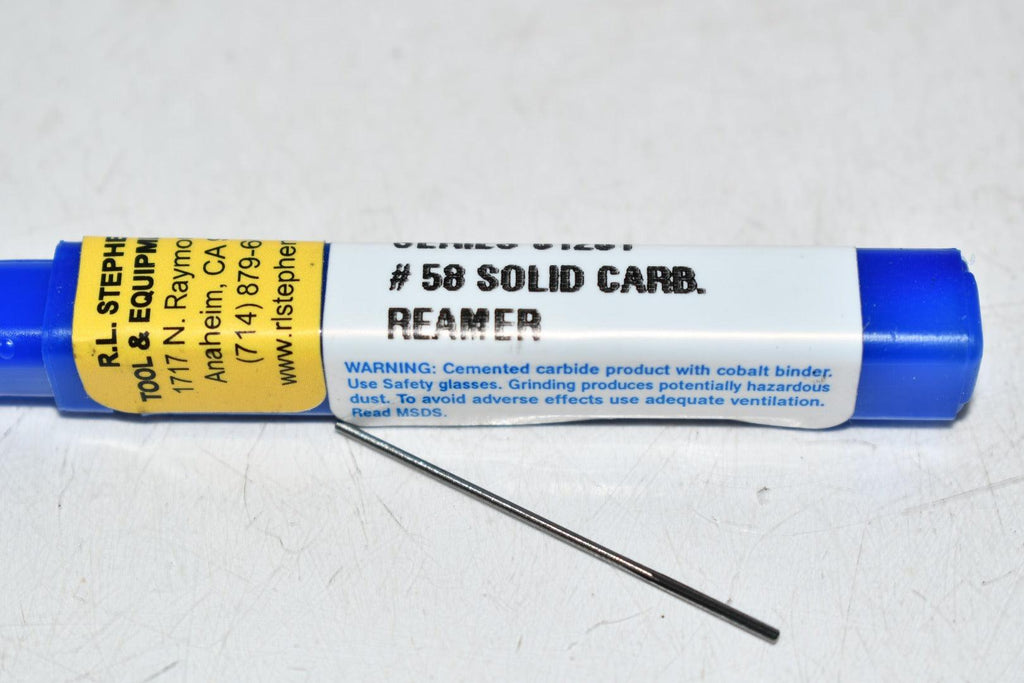 R.L. STEPHE
TOOL & EQUIPM
1717 N. Raymo
Anaheim, CA
(714) 879-6
www.rlstephen
# 58 SOLID CARB.
REAMER
WARNING: Cemented carbide product with cobalt binder.
Use Safety glasses. Grinding produces potentially hazardous
dust. To avoid adverse effects use adequate ventilation.
Read MSDS.